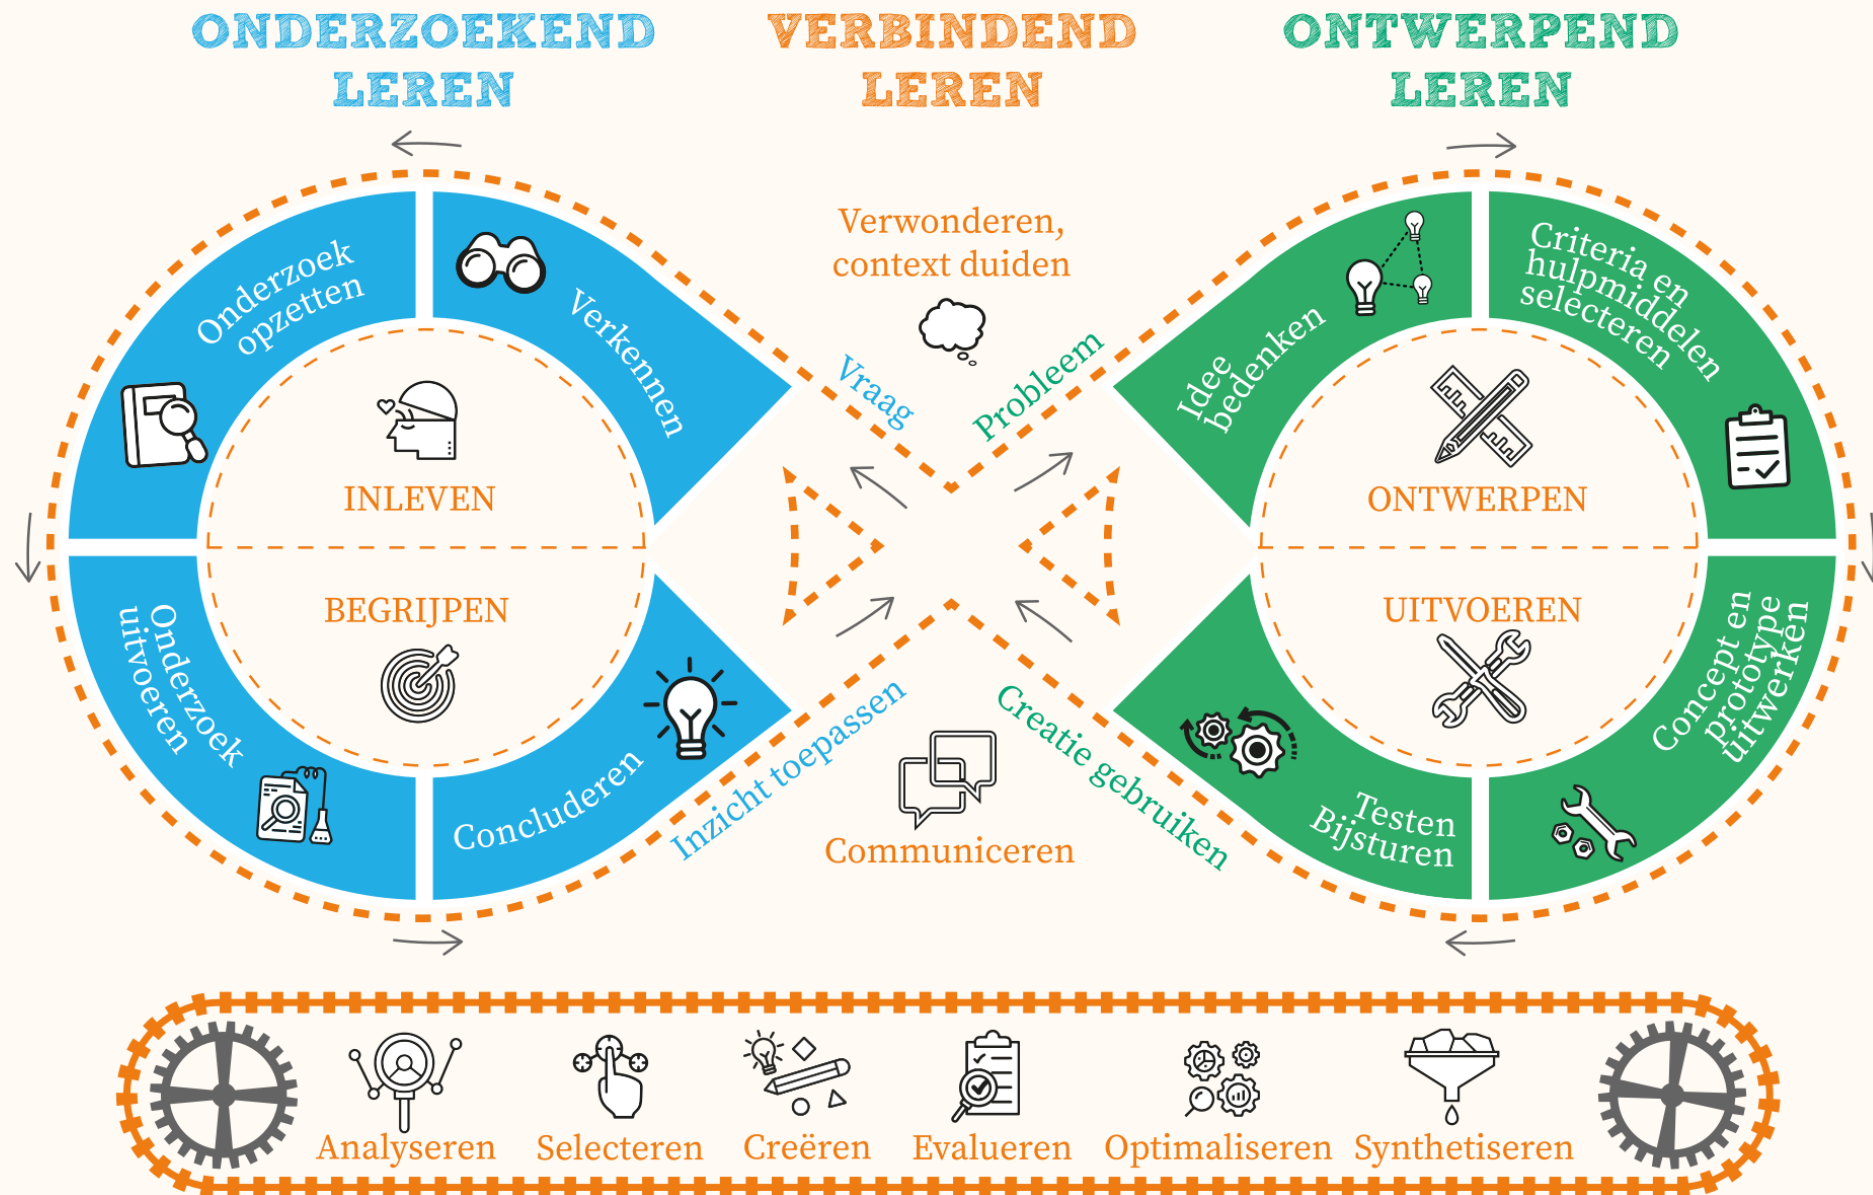 ONDERZOEKEND
LEREN
VERBINDEND
LEREN
ONTWERPEND
LEREN
Verwonderen,
context duiden
Vraag
Probleem
Verkennen
Onderzoek
opzetten
Onderzoek
uitvoeren
Concluderen
INLEVEN
BEGRIJPEN
Inzicht toepassen
Idee
bedenken
Criteria en
hulpmiddelen
selecteren
Concept en
prototype
uitwerken
Testen
Bijsturen
ONTWERPEN
UITVOEREN
Creatie gebruiken
Communiceren
Analyseren
Selecteren
Creëren
Evalueren
Optimaliseren
Synthetiseren